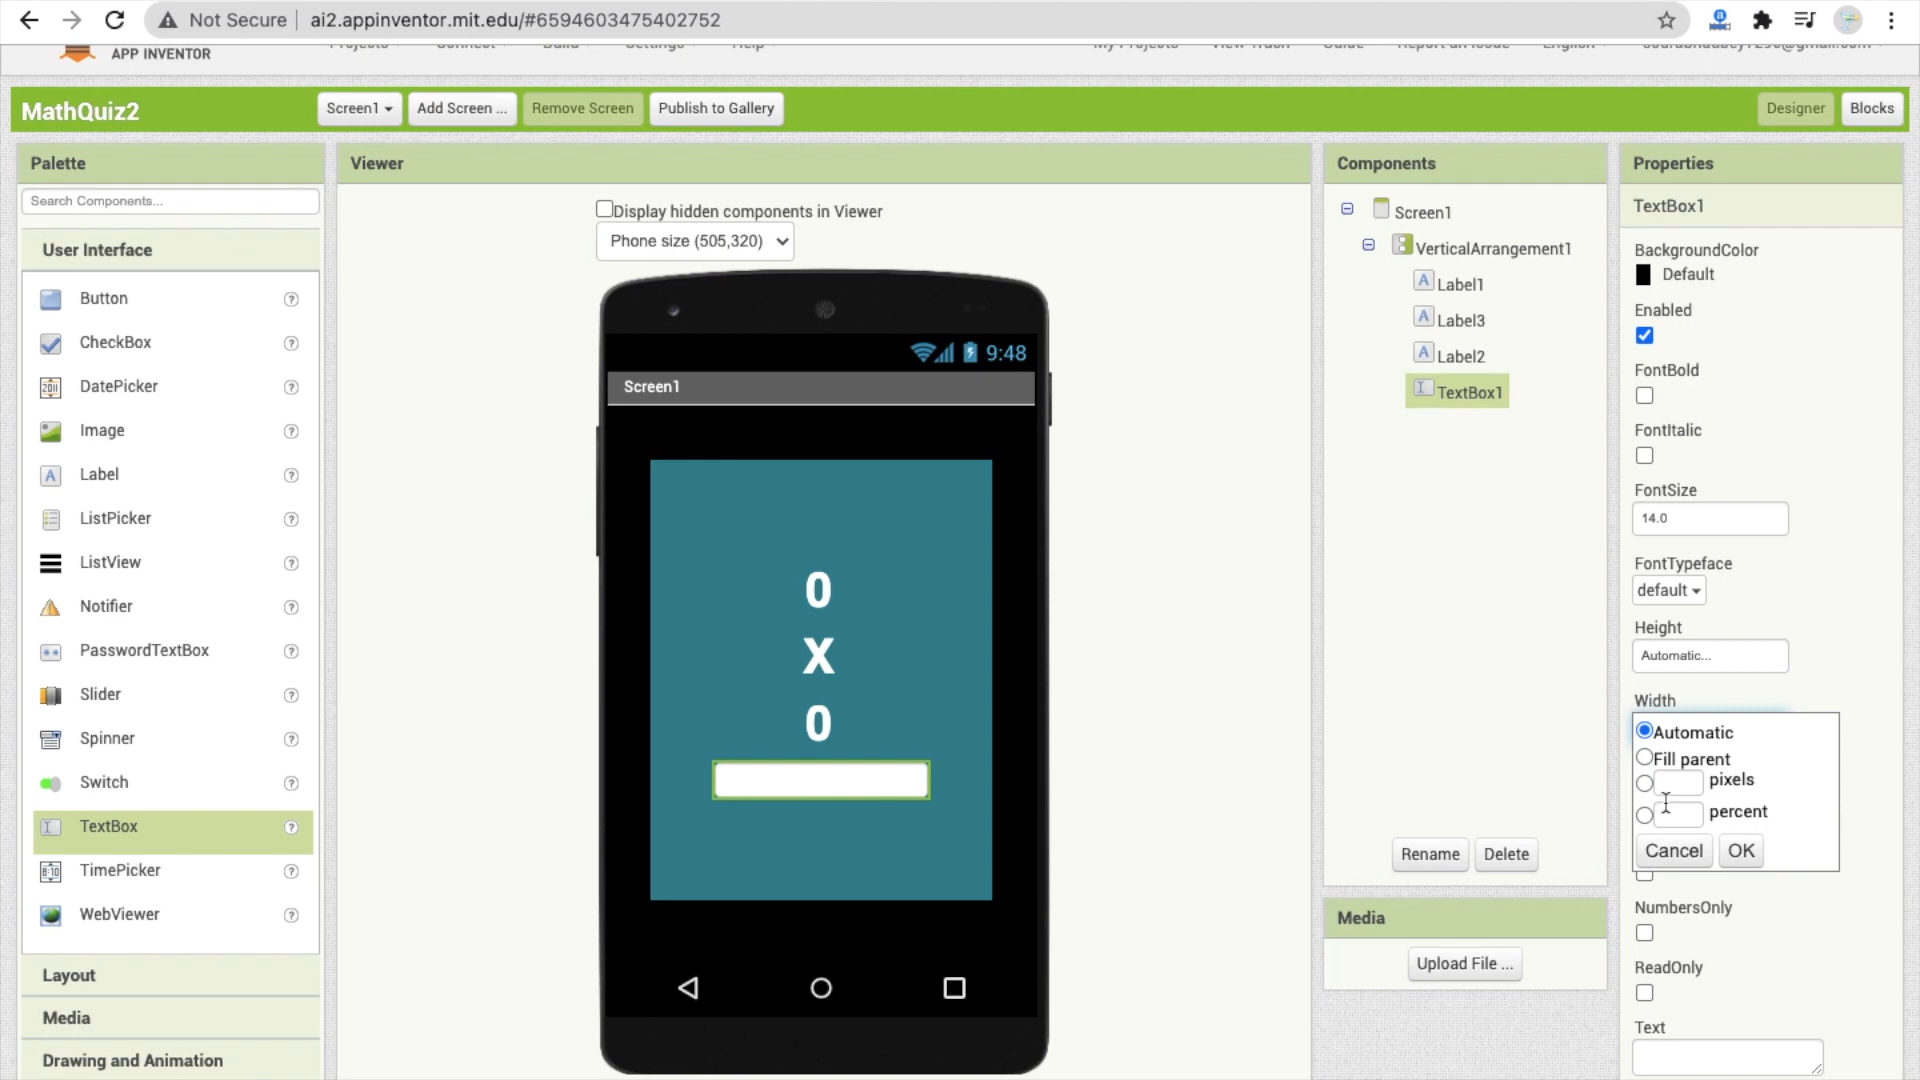 Not Secure
ai2.appinventor.mit.edu/#6594603475402752
APP INVENTOR
MathQuiz2
Screen1
Add Screen ...
Remove Screen
Publish to Gallery
Designer
Blocks
Palette
Search Components...
User Interface
Button
CheckBox
DatePicker
Image
Label
ListPicker
ListView
Notifier
PasswordTextBox
Slider
Spinner
Switch
TextBox
TimePicker
WebViewer
Layout
Media
Drawing and Animation
Viewer
Display hidden components in Viewer
Phone size (505,320)
9:48
Screen1
0
X
0
Components
Screen1
VerticalArrangement1
Label1
Label3
Label2
TextBox1
Rename
Delete
Media
Upload File ...
Properties
TextBox1
BackgroundColor
Default
Enabled
FontBold
FontItalic
FontSize
14.0
FontTypeface
default
Height
Automatic...
Width
Automatic
Fill parent
pixels
percent
Cancel
OK
NumbersOnly
ReadOnly
Text